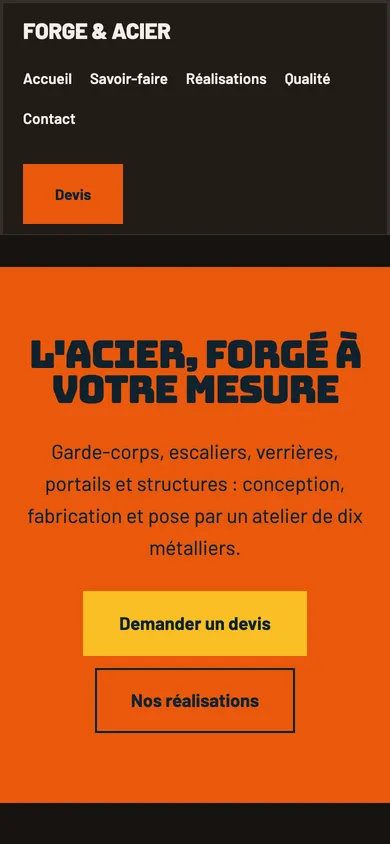 FORGE & ACIER
Accueil Savoir-faire Réalisations Qualité
Contact
Devis
L'ACIER, FORGÉ À
VOTRE MESURE
Garde-corps, escaliers, verrières,
portails et structures : conception,
fabrication et pose par un atelier de dix
métalliers.
Demander un devis
Nos réalisations